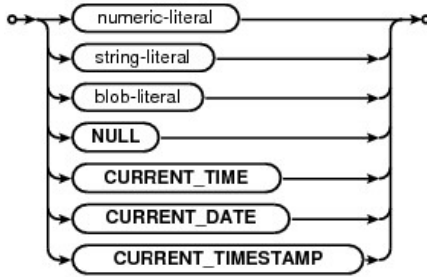 numeric-literal
string-literal
blob-literal
NULL
CURRENT_TIME
CURRENT_DATE
CURRENT_TIMESTAMP